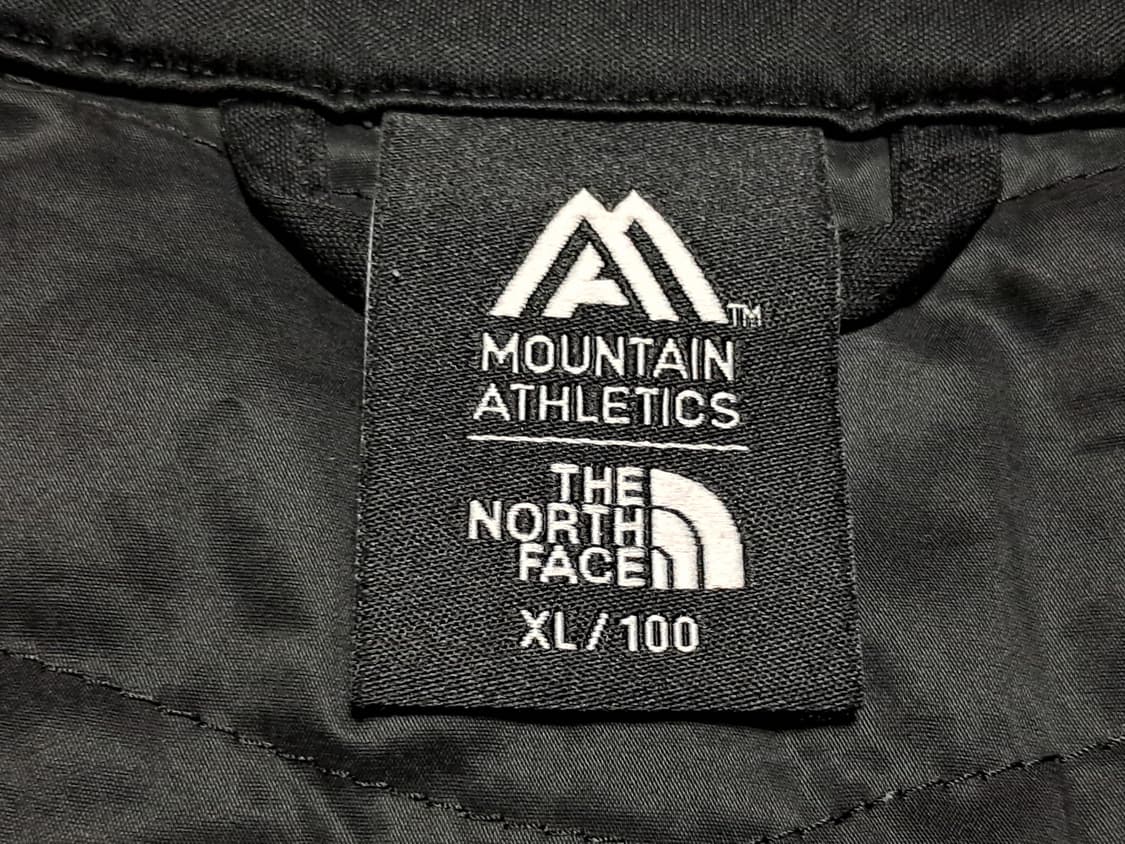 TM
MOUNTAIN
ATHLETICS
THE
NORTH
FACE
XL/100